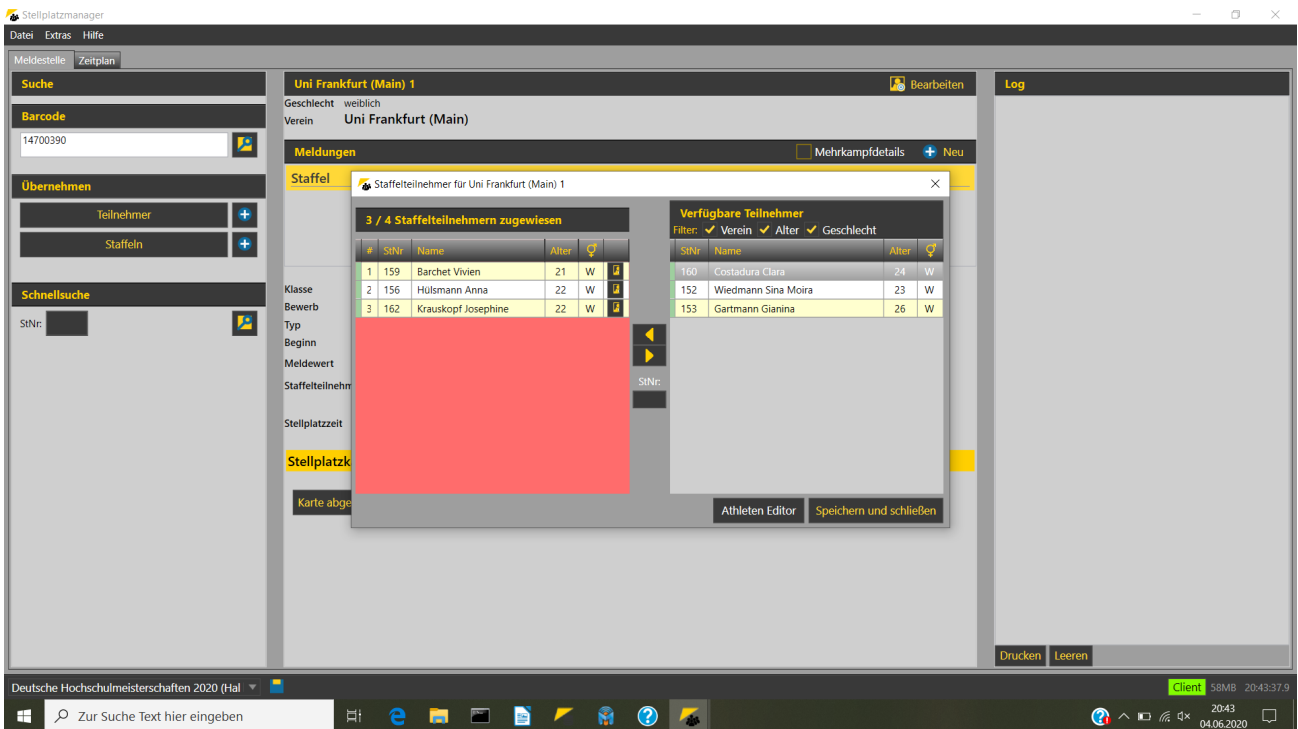 Stellplatzmanager
Datei Extras Hilfe
Meldestelle Zeitplan
Suche
Barcode
14700390
Übernehmen
Teilnehmer
Staffeln
Schnellsuche
StNr:
Uni Frankfurt (Main) 1
Bearbeiten
Geschlecht weiblich
Verein Uni Frankfurt (Main)
Meldungen
Mehrkampfdetails
Neu
Staffel
Klasse
Bewerb
Typ
Beginn
Meldewert
Staffelteilnehm
Stellplatzzeit
Stellplatzk
Karte abge
Staffelteilnehmer für Uni Frankfurt (Main) 1
3 / 4 Staffelteilnehmern zugewiesen
# StNr Name Alter
1 159 Barchet Vivien 21 W
2 156 Hülsmann Anna 22 W
3 162 Krauskopf Josephine 22 W
StNr:
Verfügbare Teilnehmer
Filter: Verein Alter Geschlecht
StNr Name Alter
160 Costadura Clara 24 W
152 Wiedmann Sina Moira 23 W
153 Gartmann Gianina 26 W
Athleten Editor
Speichern und schließen
Log
Drucken Leeren
Deutsche Hochschulmeisterschaften 2020 (Hal
Client 58MB 20:43:37.9
Zur Suche Text hier eingeben
20:43
04.06.2020